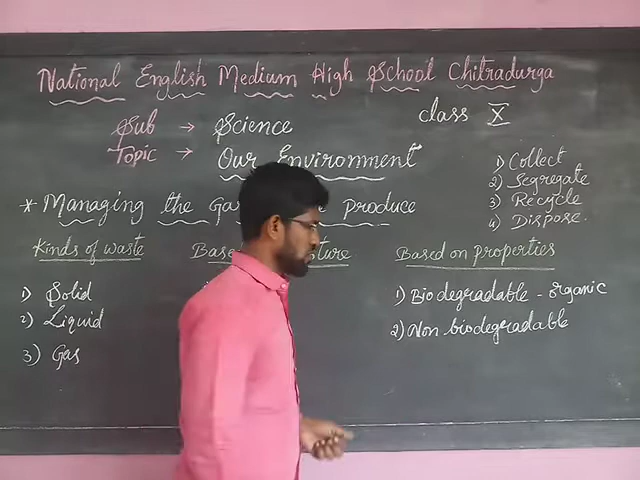 National English Medium High School Chitradurga
Sub → Science
class X
Topic → Our Environment
1) Collect
2) Segregate
3) Recycle
4) Dispose.
* Managing the produce
Kinds of waste
1) Solid
2) Liquid
3) Gas
Based on properties
1) Biodegradable - organic
2) Non biodegradable